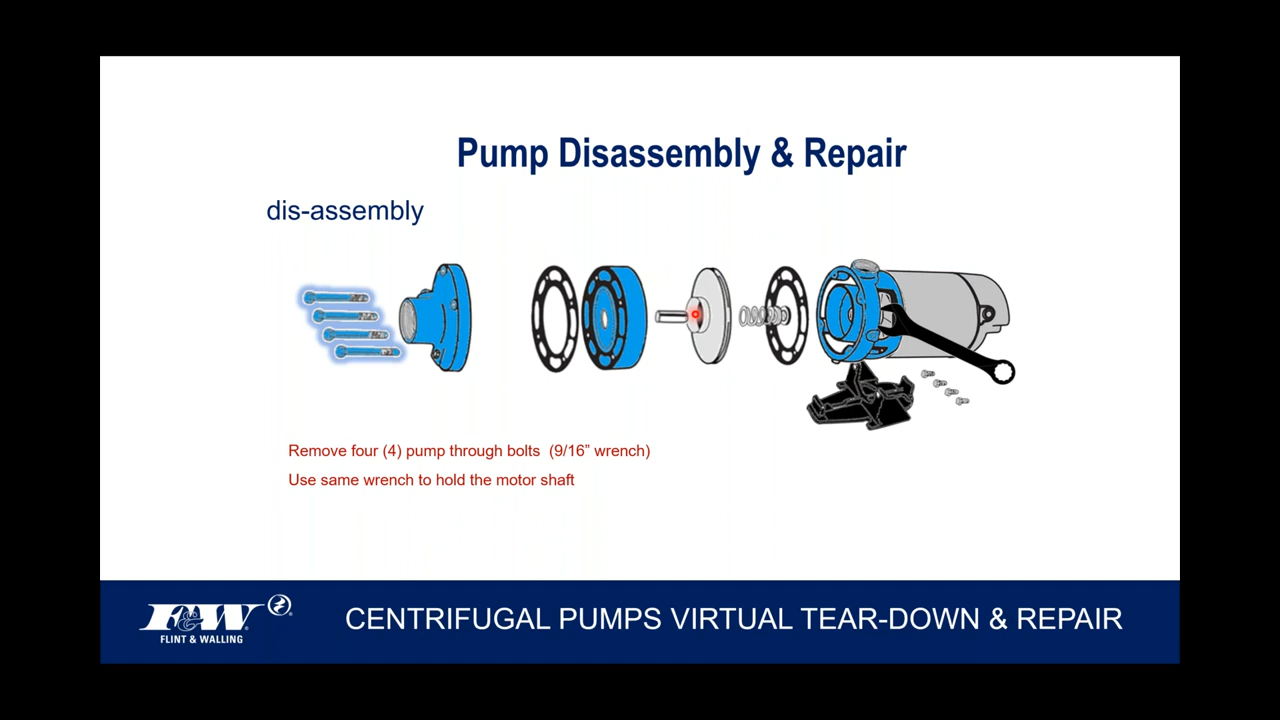 Pump Disassembly & Repair
dis-assembly
Remove four (4) pump through bolts  (9/16" wrench)
Use same wrench to hold the motor shaft
F&W
FLINT & WALLING
CENTRIFUGAL PUMPS VIRTUAL TEAR-DOWN & REPAIR